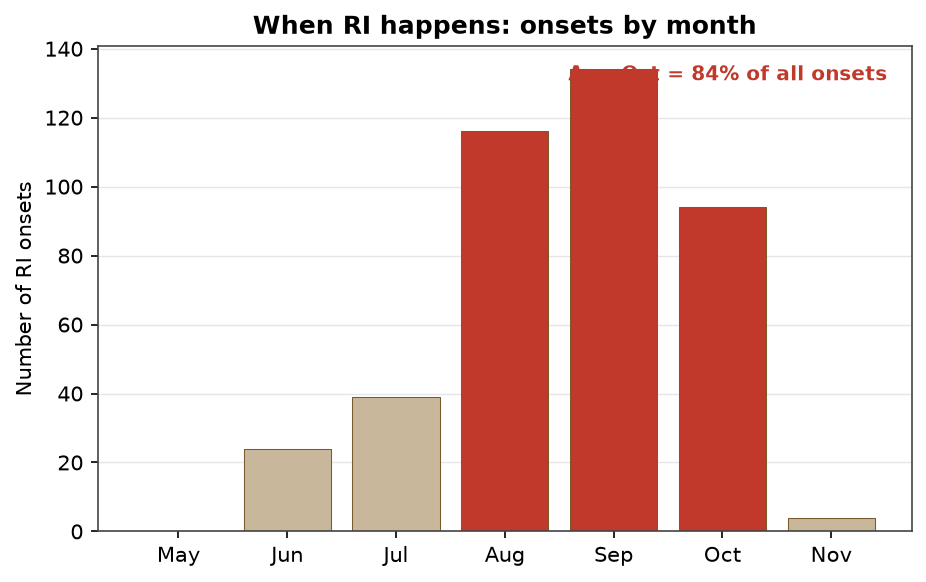 When RI happens: onsets by month
= 84% of all onsets
Number of RI onsets
140
120
100
80
60
40
20
0
May
Jun
Jul
Aug
Sep
Oct
Nov